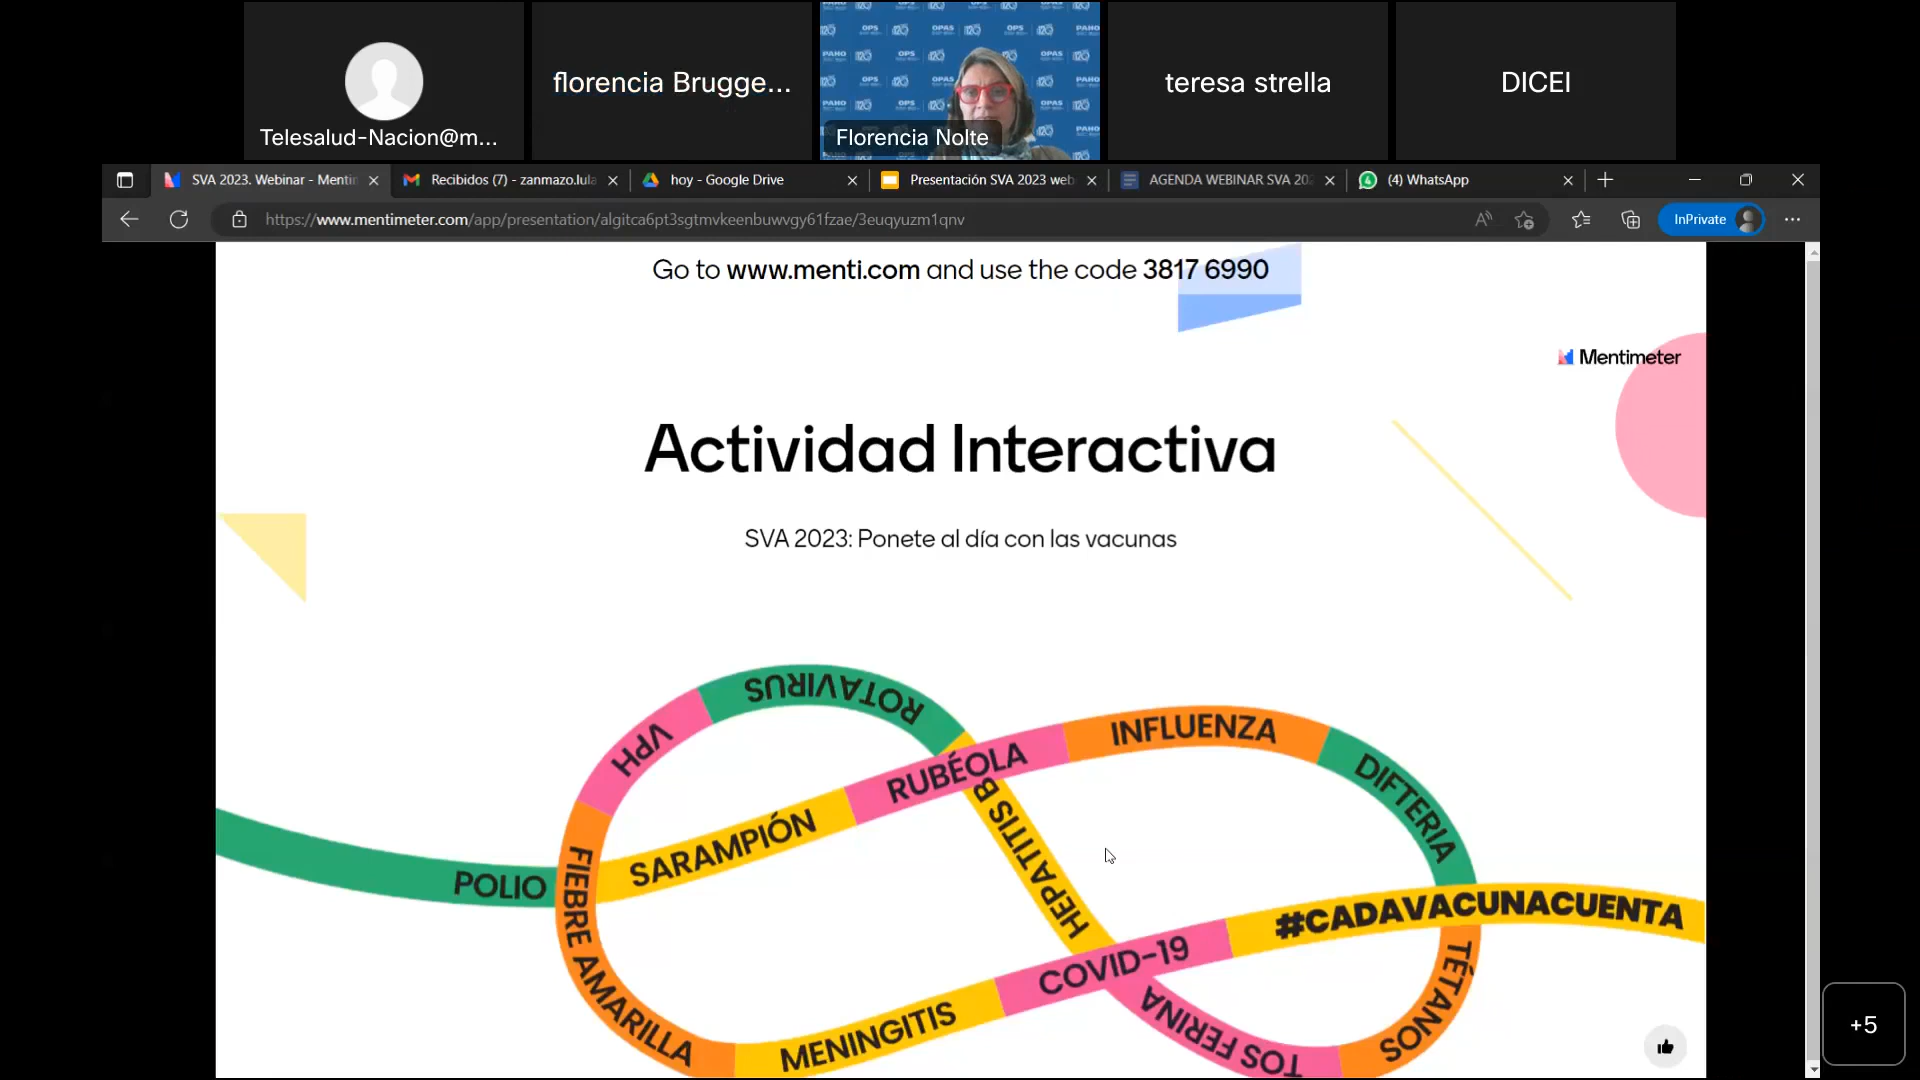 Telesalud-Nacion@m...
florencia Brugge...
Florencia Nolte
teresa strella
DICEI
SVA 2023. Webinar - Mentin
Recibidos (7) - zanmazo.lula
hoy - Google Drive
Presentación SVA 2023 web
AGENDA WEBINAR SVA 202
(4) WhatsApp
https://www.mentimeter.com/app/presentation/algitca6pt3sgtmvkeenbuwvgy61fzae/3euqyuzm1qnv
InPrivate
Go to www.menti.com and use the code 3817 6990
Mentimeter
Actividad Interactiva
SVA 2023: Ponete al día con las vacunas
POLIO
SARAMPIÓN
RUBÉOLA
INFLUENZA
DIFTERIA
TÉTANOS
TOS FERINA
HEPATITIS B
ROTAVIRUS
VPH
FIEBRE AMARILLA
MENINGITIS
COVID-19
#CADAVACUNACUENTA
+5